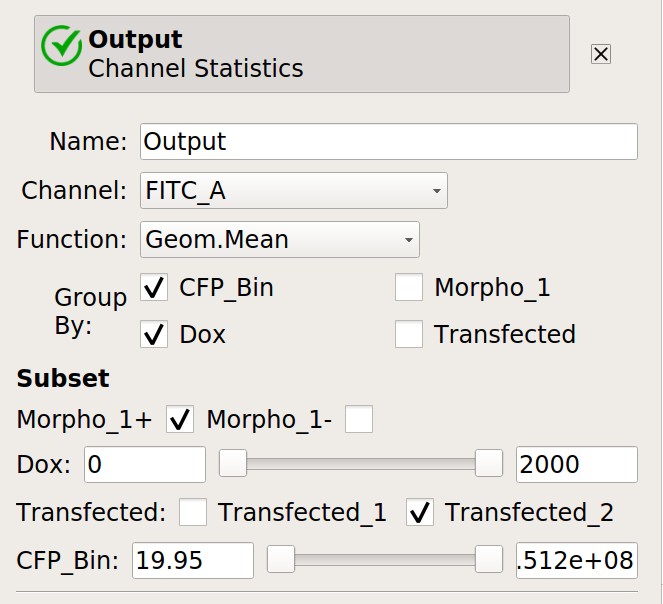 Output
Channel Statistics
Name: Output
Channel: FITC_A
Function: Geom.Mean
Group By:
CFP_Bin Morpho_1
Dox Transfected
Subset
Morpho_1+ Morpho_1-
Dox: 0 2000
Transfected: Transfected_1 Transfected_2
CFP_Bin: 19.95 .512e+08